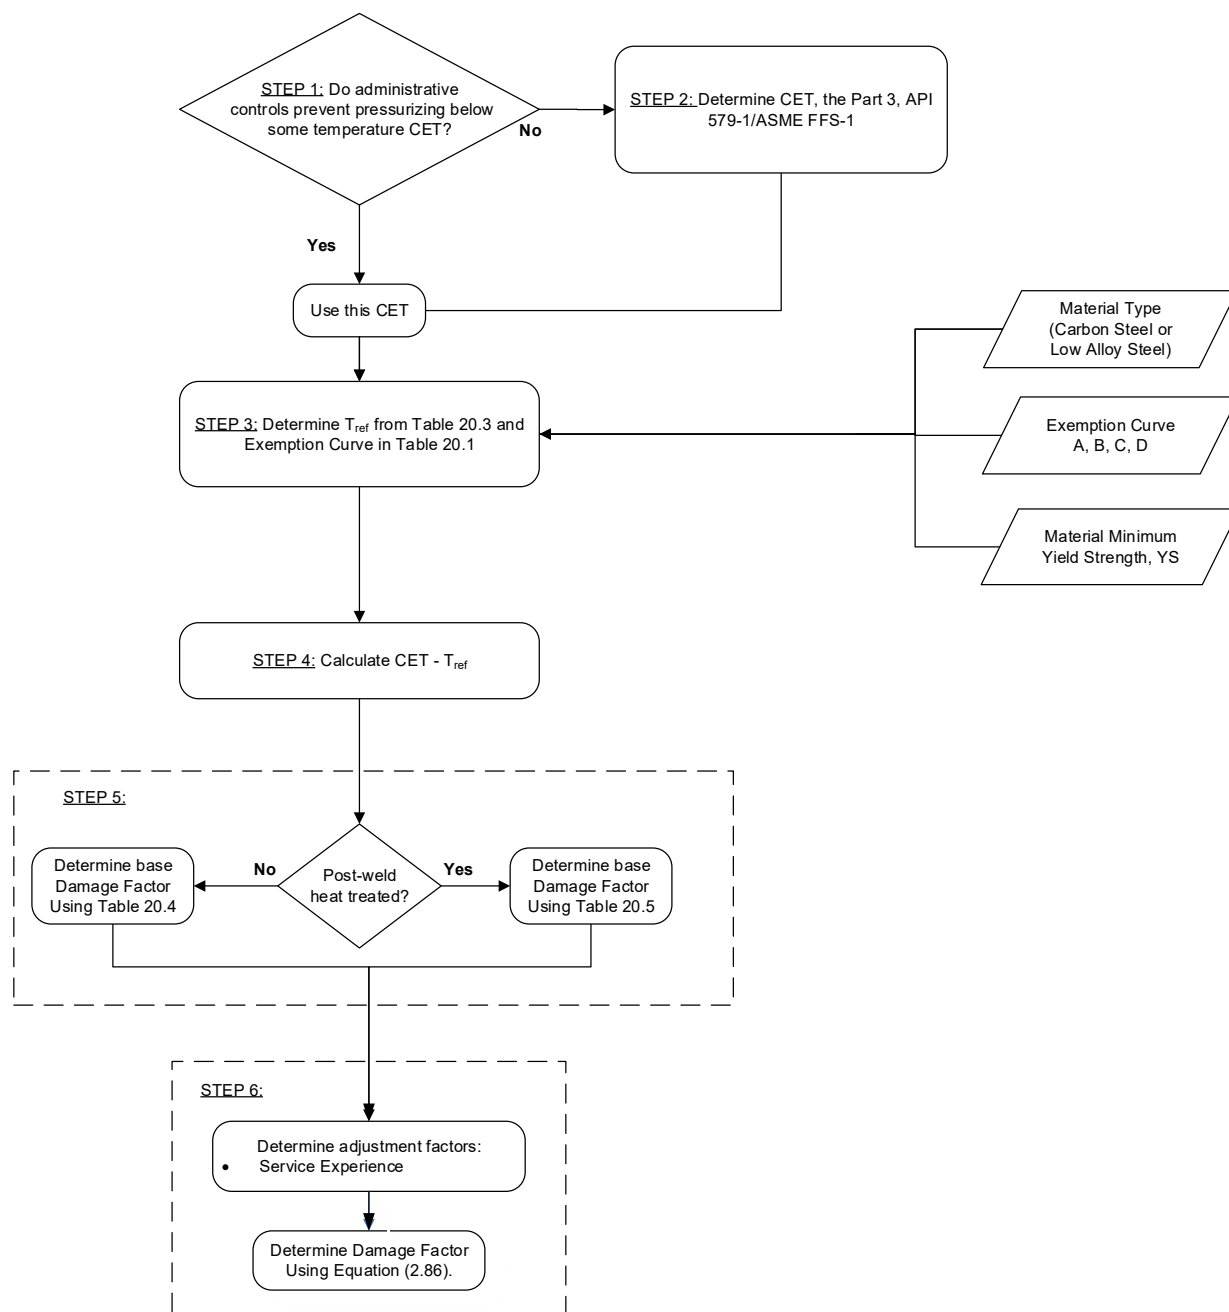 STEP 1: Do administrative
controls prevent pressurizing below
some temperature CET?
No
STEP 2: Determine CET, the Part 3, API
579-1/ASME FFS-1
Yes
Use this CET
Material Type
(Carbon Steel or
Low Alloy Steel)
STEP 3: Determine Tref from Table 20.3 and
Exemption Curve in Table 20.1
Exemption Curve
A, B, C, D
Material Minimum
Yield Strength, YS
STEP 4: Calculate CET - Tref
STEP 5:
Determine base
Damage Factor
Using Table 20.4
No
Post-weld
heat treated?
Yes
Determine base
Damage Factor
Using Table 20.5
STEP 6:
Determine adjustment factors:
• Service Experience
Determine Damage Factor
Using Equation (2.86).